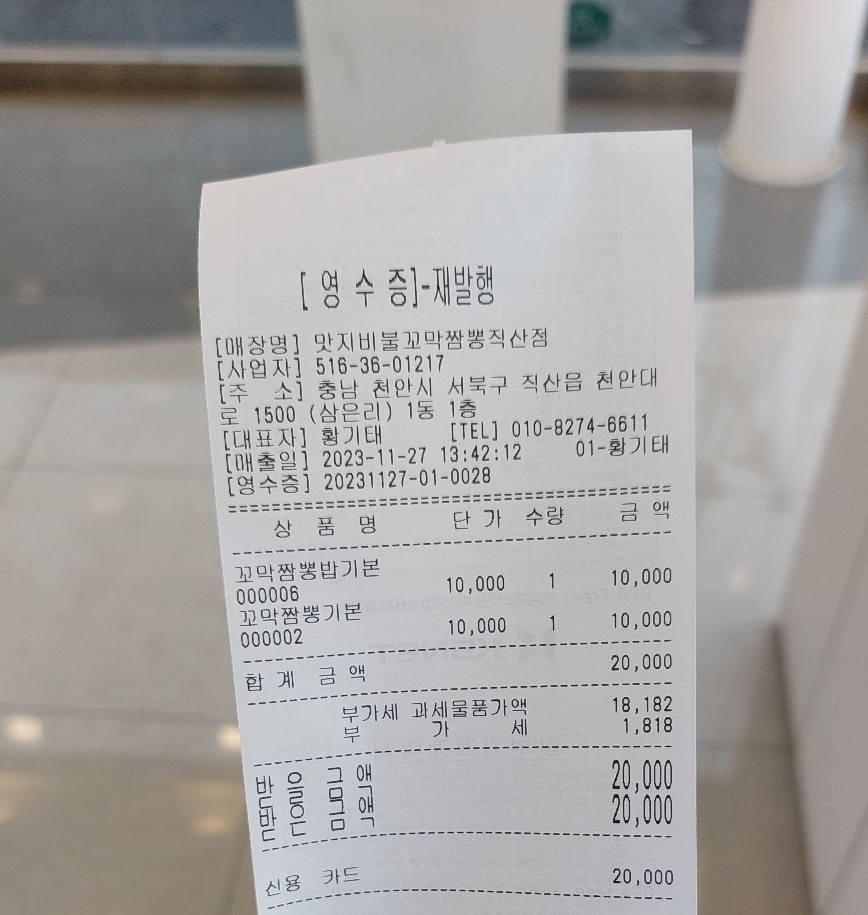 [ 영 수 증]-재발행
[매장명] 맛지비불꼬막짬뽕직산점
[사업자] 516-36-01217
[주 소] 충남 천안시 서북구 직산읍 천안대
로 1500 (삼은리) 1동 1층
[대표자] 황기태 [TEL] 010-8274-6611
[매출일] 2023-11-27 13:42:12 01-황기태
[영수증] 20231127-01-0028
상 품 명 단 가 수량 금 액
꼬막짬뽕밥기본
000006 10,000 1 10,000
꼬막짬뽕기본
000002 10,000 1 10,000
합 계 금 액 20,000
부가세 과세물품가액 18,182
부 가 세 1,818
받 을 금 액 20,000
받 은 금 액 20,000
신용 카드 20,000